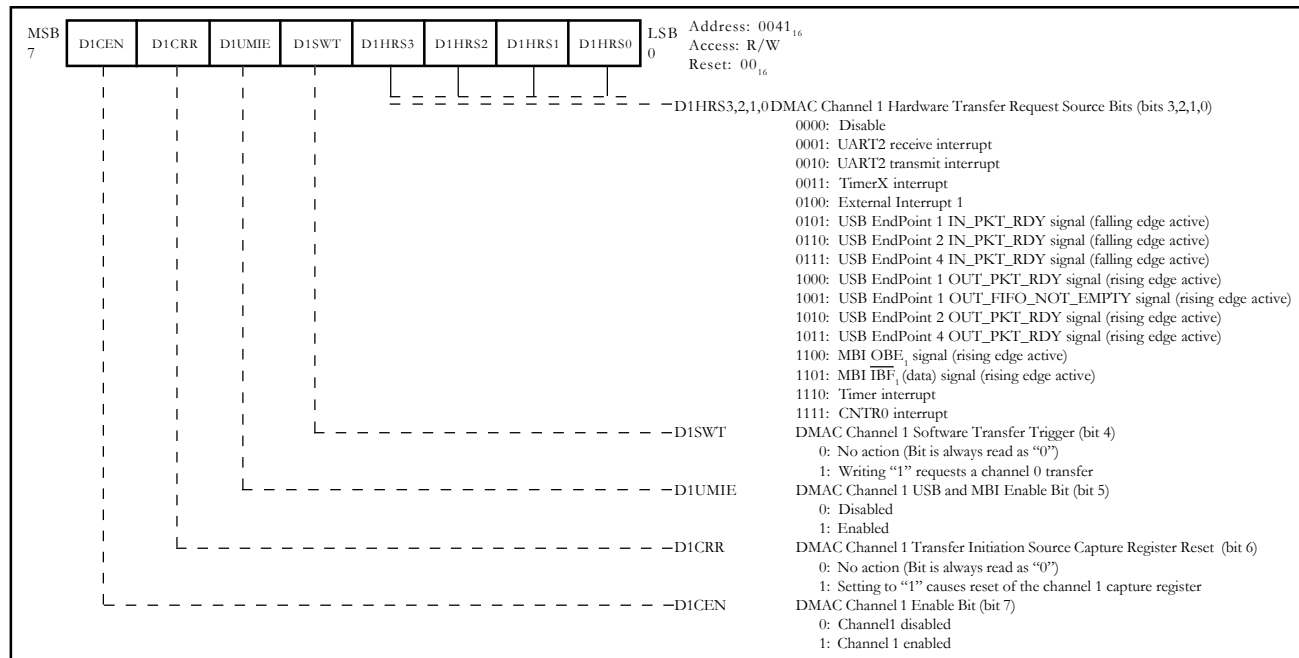 MSB D1CEN D1CRR D1UMIE D1SWT D1HRS3 D1HRS2 D1HRS1 D1HRS0 LSB Address: 0041₁₆
7 0 Access: R/W
Reset: 00₁₆
D1HRS3,2,1,0 DMAC Channel 1 Hardware Transfer Request Source Bits (bits 3,2,1,0)
0000: Disable
0001: UART2 receive interrupt
0010: UART2 transmit interrupt
0011: TimerX interrupt
0100: External Interrupt 1
0101: USB EndPoint 1 IN_PKT_RDY signal (falling edge active)
0110: USB EndPoint 2 IN_PKT_RDY signal (falling edge active)
0111: USB EndPoint 4 IN_PKT_RDY signal (falling edge active)
1000: USB EndPoint 1 OUT_PKT_RDY signal (rising edge active)
1001: USB EndPoint 1 OUT_FIFO_NOT_EMPTY signal (rising edge active)
1010: USB EndPoint 2 OUT_PKT_RDY signal (rising edge active)
1011: USB EndPoint 4 OUT_PKT_RDY signal (rising edge active)
1100: MBI OBE₁ signal (rising edge active)
1101: MBI I̅B̅F̅₁ (data) signal (rising edge active)
1110: Timer interrupt
1111: CNTR0 interrupt
D1SWT DMAC Channel 1 Software Transfer Trigger (bit 4)
0: No action (Bit is always read as “0”)
1: Writing “1” requests a channel 0 transfer
D1UMIE DMAC Channel 1 USB and MBI Enable Bit (bit 5)
0: Disabled
1: Enabled
D1CRR DMAC Channel 1 Transfer Initiation Source Capture Register Reset (bit 6)
0: No action (Bit is always read as “0”)
1: Setting to “1” causes reset of the channel 1 capture register
D1CEN DMAC Channel 1 Enable Bit (bit 7)
0: Channel1 disabled
1: Channel 1 enabled